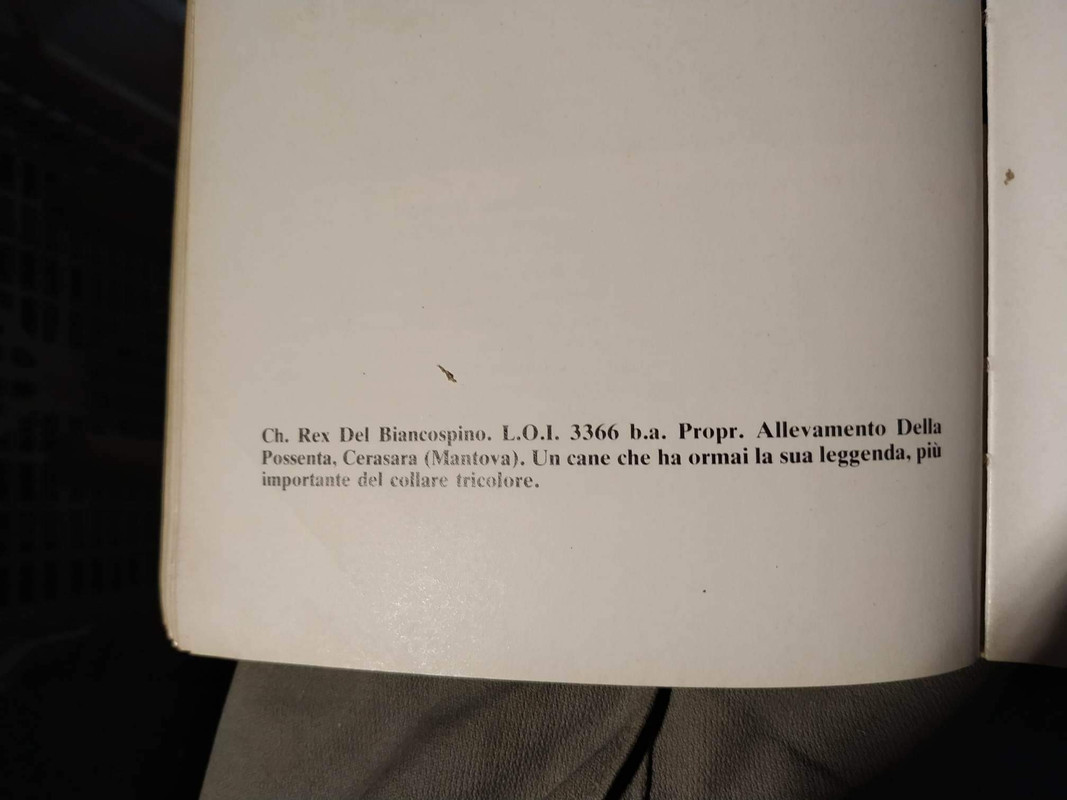 Ch. Rex Del Biancospino. L.O.I. 3366 b.a. Propr. Allevamento Della
Possenta, Cerasara (Mantova). Un cane che ha ormai la sua leggenda, più
importante del collare tricolore.